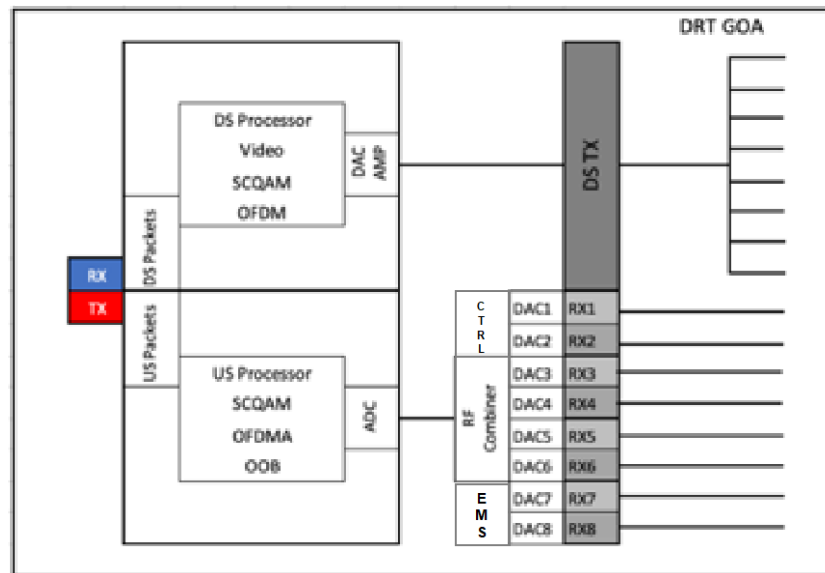 DRT GOA
DS Processor
Video
SCQAM
OFDM
DAC
AMP
DS TX
DS Packets
RX
TX
US Packets
US Processor
SCQAM
OFDMA
OOB
ADC
CTRL
RF
Combiner
EMS
DAC1 RX1
DAC2 RX2
DAC3 RX3
DAC4 RX4
DAC5 RX5
DAC6 RX6
DAC7 RX7
DAC8 RX8